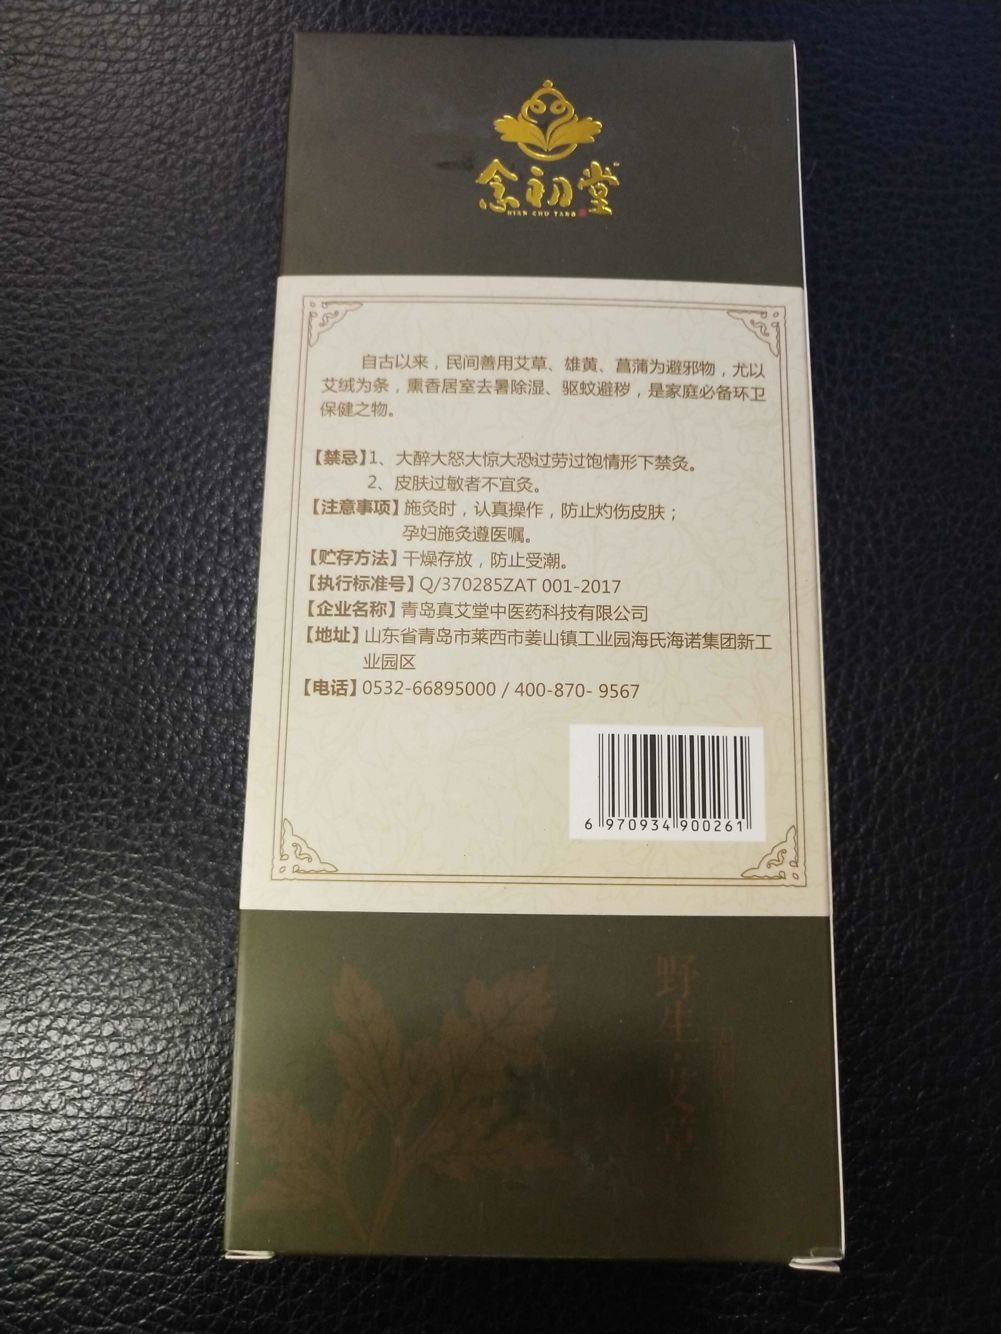 念初堂
NIAN CHU TANG
自古以来，民间善用艾草、雄黄、菖蒲为避邪物，尤以
艾绒为条，熏香居室去暑除湿、驱蚊避秽，是家庭必备环卫
保健之物。
【禁忌】1、大醉大怒大惊大恐过劳过饱情形下禁灸。
2、皮肤过敏者不宜灸。
【注意事项】施灸时，认真操作，防止灼伤皮肤；
孕妇施灸遵医嘱。
【贮存方法】干燥存放，防止受潮。
【执行标准号】Q/370285ZAT 001-2017
【企业名称】青岛真艾堂中医药科技有限公司
【地址】山东省青岛市莱西市姜山镇工业园海氏海诺集团新工
业园区
【电话】0532-66895000 / 400-870- 9567
6 970934 900261
野生艾草